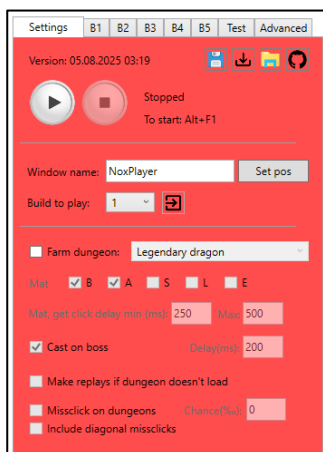 Settings B1 B2 B3 B4 B5 Test Advanced
Version: 05.08.2025 03:19
Stopped
To start: Alt+F1
Window name: NoxPlayer Set pos
Build to play: 1
Farm dungeon: Legendary dragon
Mat B A S L E
Mat, get click delay min (ms): 250 Max: 500
Cast on boss Delay(ms): 200
Make replays if dungeon doesn't load
Missclick on dungeons Chance(‰): 0
Include diagonal missclicks